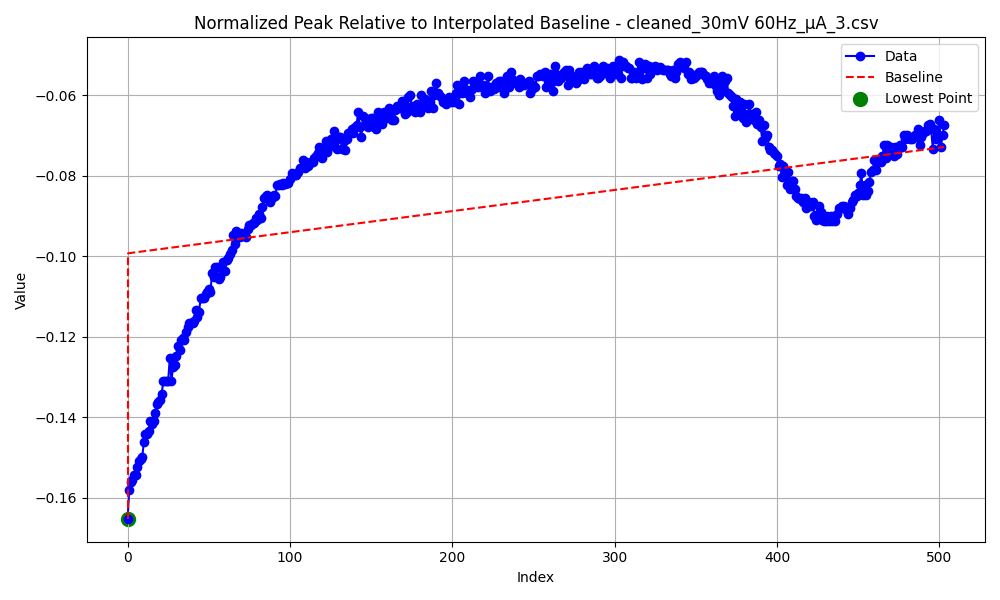 Normalized Peak Relative to Interpolated Baseline - cleaned_30mV 60Hz_µA_3.csv
Data
Baseline
Lowest Point
−0.06
−0.08
−0.10
−0.12
−0.14
−0.16
Value
0 100 200 300 400 500
Index